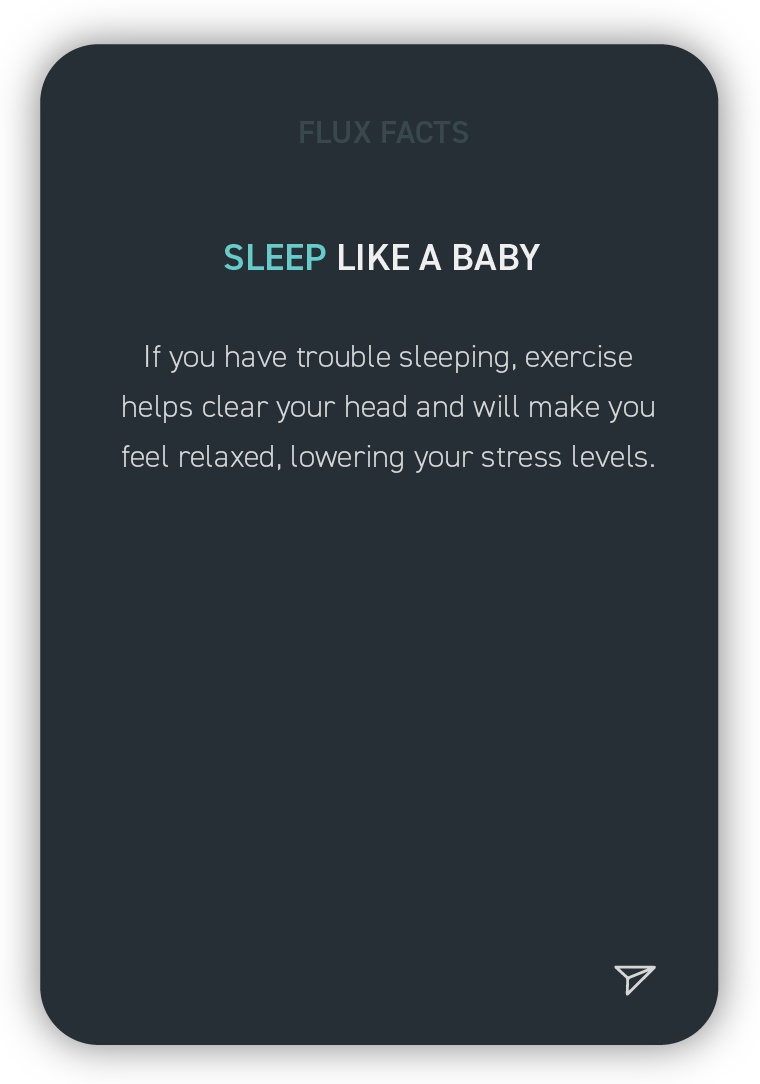 FLUX FACTS
SLEEP LIKE A BABY
If you have trouble sleeping, exercise
helps clear your head and will make you
feel relaxed, lowering your stress levels.